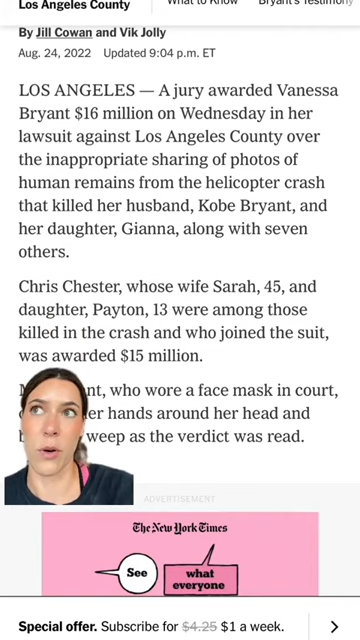 Los Angeles County
What to Know
Bryant's Testimony
By Jill Cowan and Vik Jolly
Aug. 24, 2022 Updated 9:04 p.m. ET
LOS ANGELES — A jury awarded Vanessa
Bryant $16 million on Wednesday in her
lawsuit against Los Angeles County over
the inappropriate sharing of photos of
human remains from the helicopter crash
that killed her husband, Kobe Bryant, and
her daughter, Gianna, along with seven
others.
Chris Chester, whose wife Sarah, 45, and
daughter, Payton, 13 were among those
killed in the crash and who joined the suit,
was awarded $15 million.
nt, who wore a face mask in court,
er hands around her head and
weep as the verdict was read.
ADVERTISEMENT
The New York Times
See
what
everyone
Special offer. Subscribe for $4.25 $1 a week.